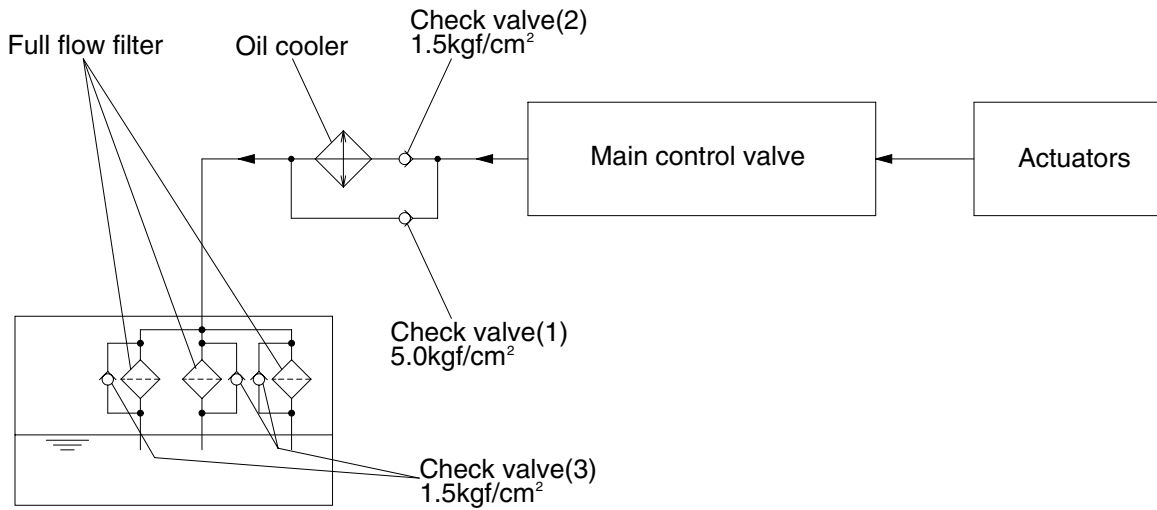 Check valve(2)
1.5kgf/cm²
Full flow filter
Oil cooler
Main control valve
Actuators
Check valve(1)
5.0kgf/cm²
Check valve(3)
1.5kgf/cm²